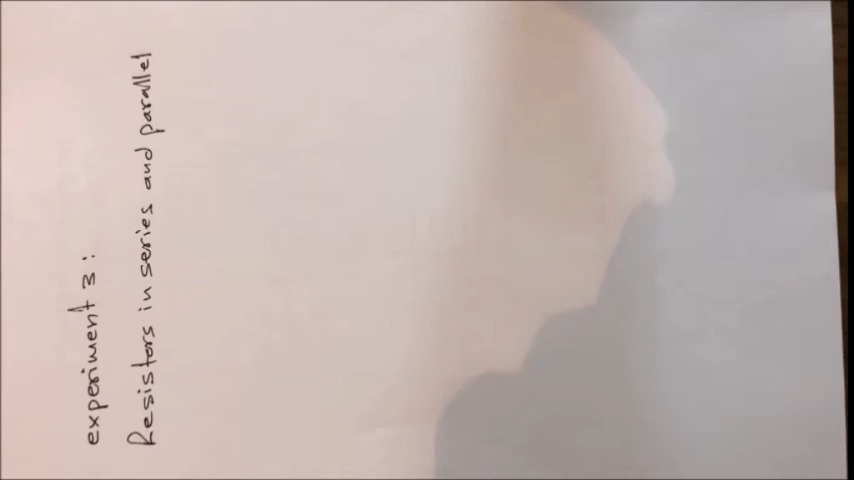 experiment 3:
Resistors in series and parallel